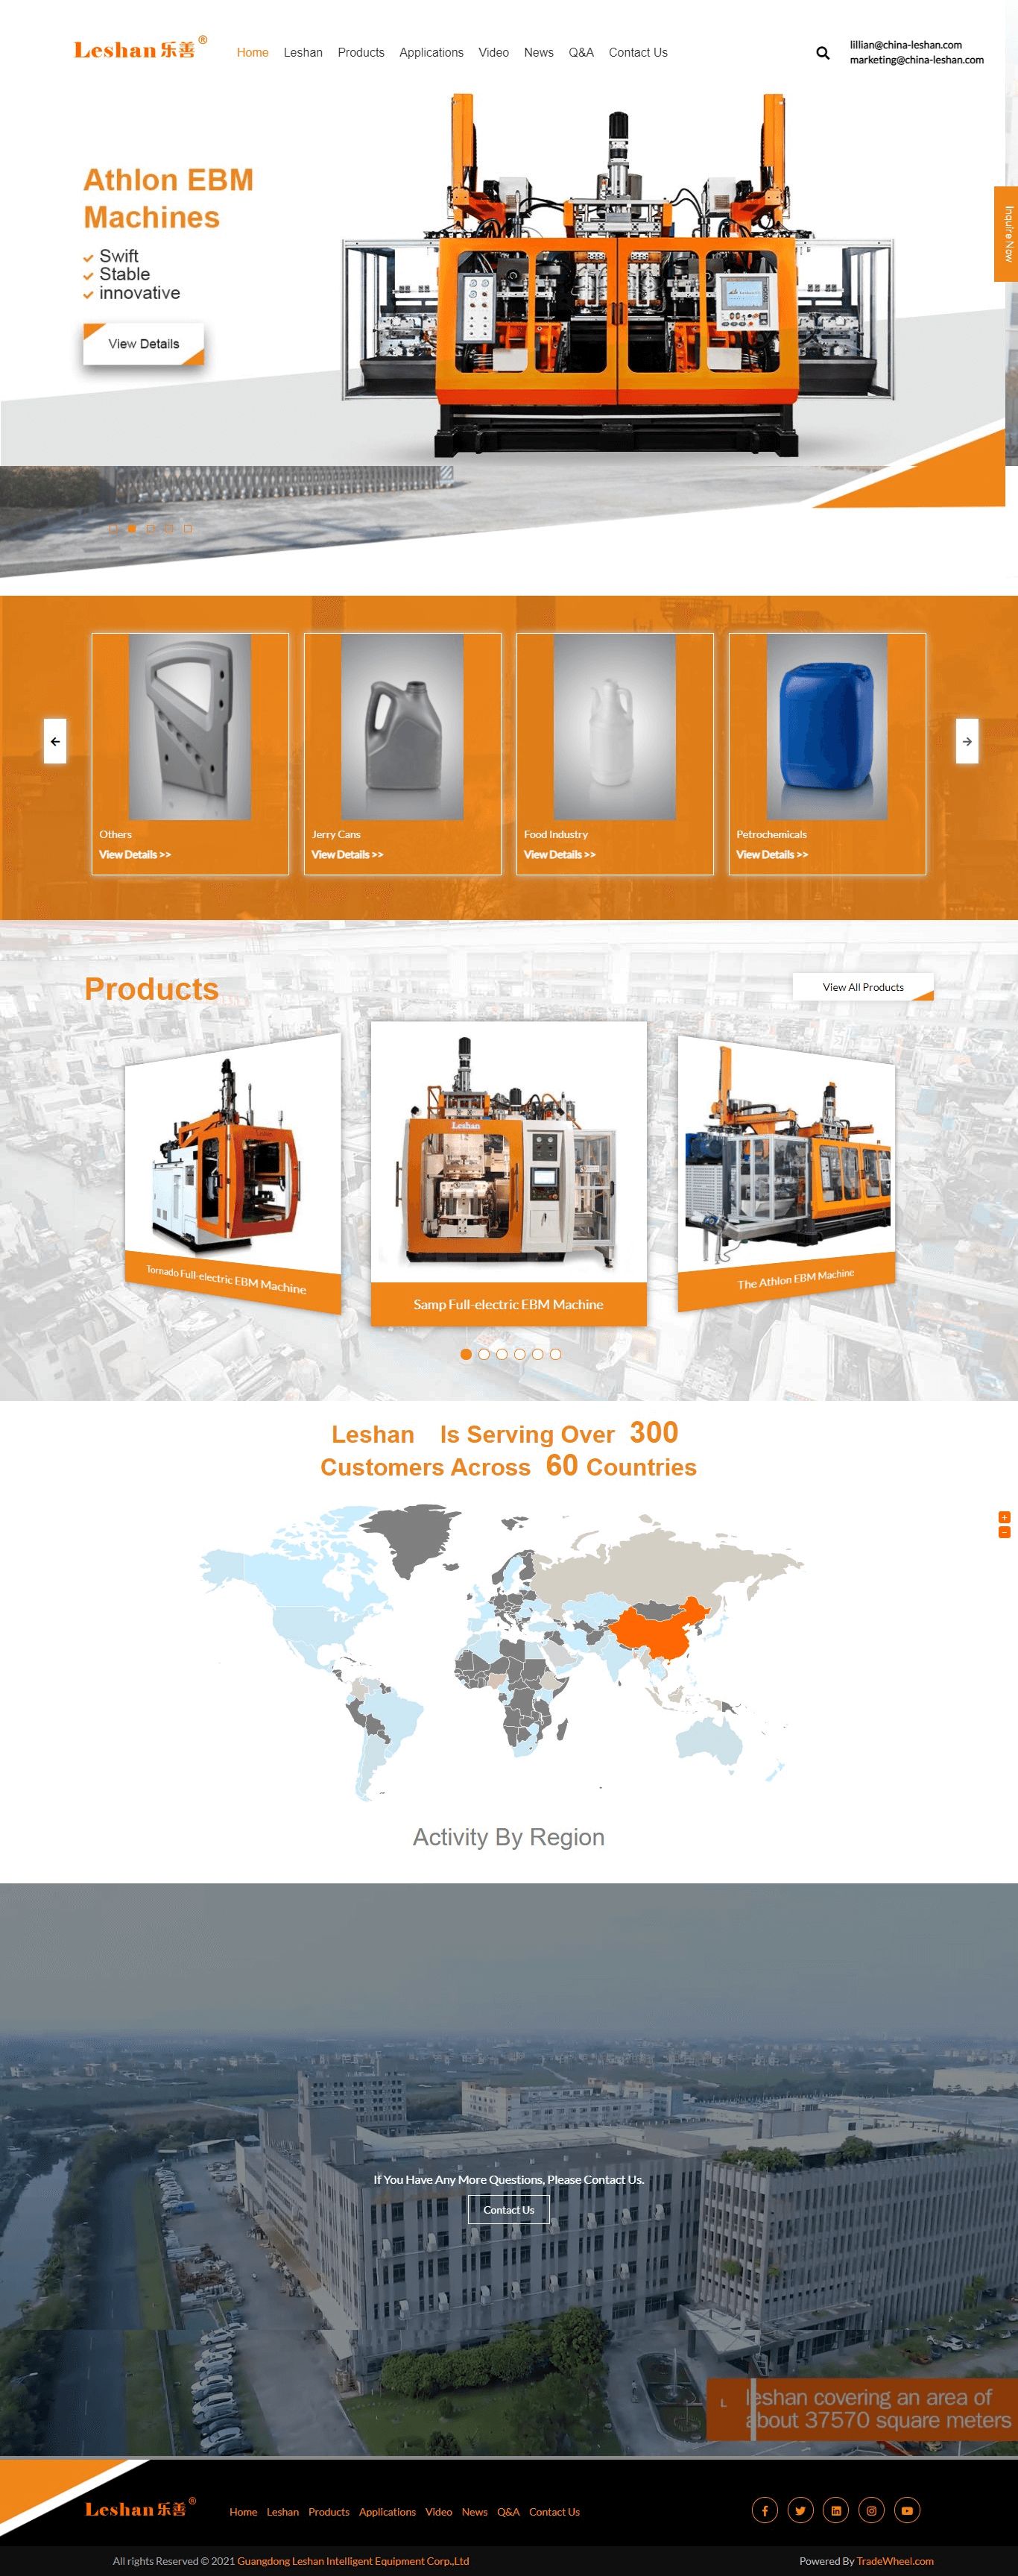 Leshan 乐善®
Home Leshan Products Applications Video News Q&A Contact Us
lillian@china-leshan.com
marketing@china-leshan.com
Athlon EBM
Machines
Swift
Stable
innovative
View Details
Inquire Now
Others
View Details >>
Jerry Cans
View Details >>
Food Industry
View Details >>
Petrochemicals
View Details >>
Products
View All Products
Leshan
Tornado Full-electric EBM Machine
Samp Full-electric EBM Machine
The Athlon EBM Machine
Leshan Is Serving Over 300
Customers Across 60 Countries
+
−
Activity By Region
If You Have Any More Questions, Please Contact Us.
Contact Us
L
leshan covering an area of
about 37570 square meters
Leshan 乐善®
Home Leshan Products Applications Video News Q&A Contact Us
All rights Reserved © 2021 Guangdong Leshan Intelligent Equipment Corp.,Ltd
Powered By TradeWheel.com